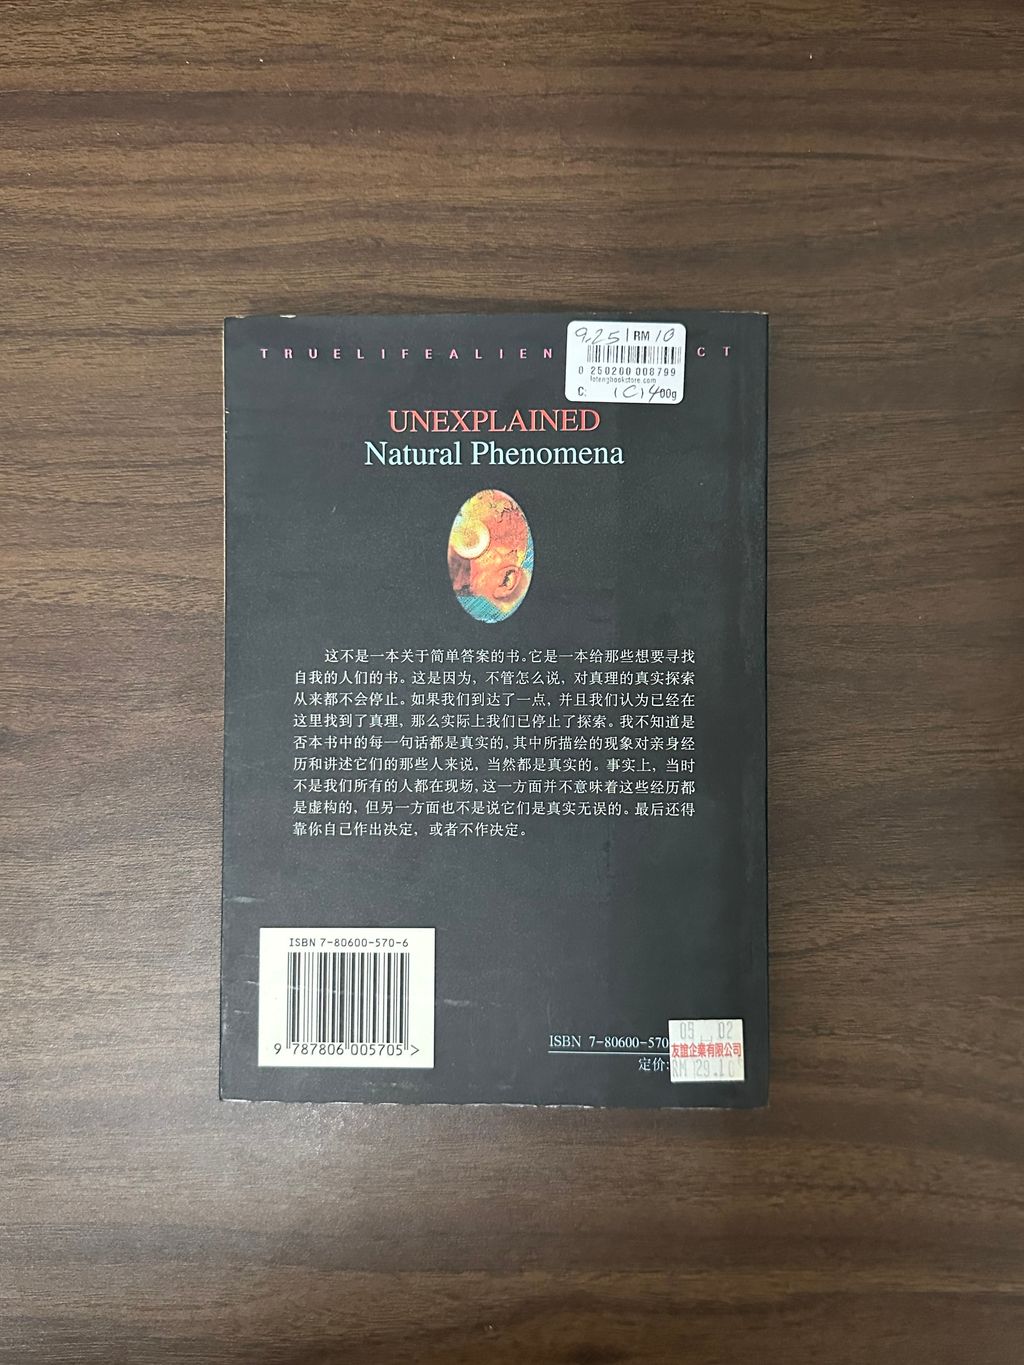 TRUELIFEALIEN CT
9.25 RM 10
0 250200 008799
lotengbookstore.com
C: (C) 400g
UNEXPLAINED
Natural Phenomena
这不是一本关于简单答案的书。它是一本给那些想要寻找
自我的人们的书。这是因为，不管怎么说，对真理的真实探索
从来都不会停止。如果我们到达了一点，并且我们认为已经在
这里找到了真理，那么实际上我们已停止了探索。我不知道是
否本书中的每一句话都是真实的，其中所描绘的现象对亲身经
历和讲述它们的那些人来说，当然都是真实的。事实上，当时
不是我们所有的人都在现场，这一方面并不意味着这些经历都
是虚构的，但另一方面也不是说它们是真实无误的。最后还得
靠你自己作出决定，或者不作决定。
ISBN 7-80600-570-6
9 787806 005705 >
ISBN 7-80600-570
定价:
05 02
友誼企業有限公司
RM 29.10